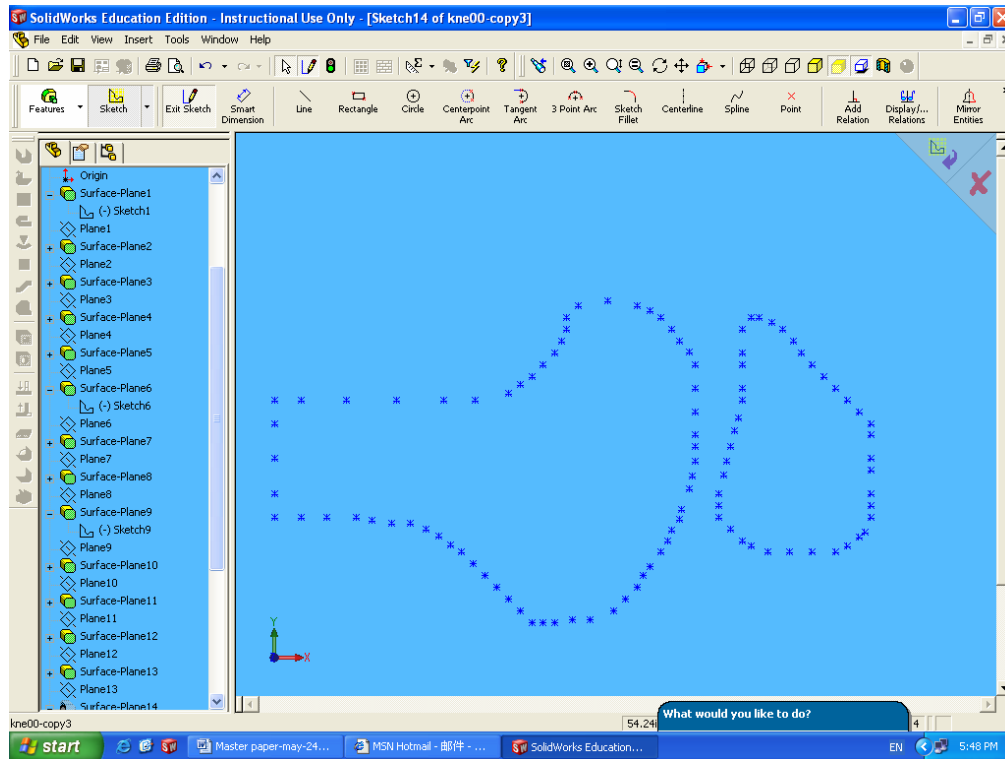 SolidWorks Education Edition - Instructional Use Only - [Sketch14 of kne00-copy3]
File Edit View Insert Tools Window Help
Features Sketch Exit Sketch Smart Dimension Line Rectangle Circle Centerpoint Arc Tangent Arc 3 Point Arc Sketch Fillet Centerline Spline Point Add Relation Display/... Relations Mirror Entities
Origin
Surface-Plane1
(-) Sketch1
Plane1
Surface-Plane2
Plane2
Surface-Plane3
Plane3
Surface-Plane4
Plane4
Surface-Plane5
Plane5
Surface-Plane6
(-) Sketch6
Plane6
Surface-Plane7
Plane7
Surface-Plane8
Plane8
Surface-Plane9
(-) Sketch9
Plane9
Surface-Plane10
Plane10
Surface-Plane11
Plane11
Surface-Plane12
Plane12
Surface-Plane13
Plane13
Surface-Plane14
Y
X
kne00-copy3
54.24i
What would you like to do?
4
start
Master paper-may-24...
MSN Hotmail - 邮件 - ...
SolidWorks Education...
EN
5:48 PM